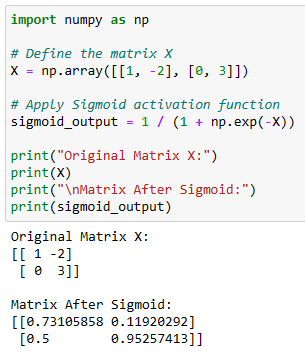 import numpy as np
# Define the matrix X
X = np.array([[1, -2], [0, 3]])
# Apply Sigmoid activation function
sigmoid_output = 1 / (1 + np.exp(-X))
print("Original Matrix X:")
print(X)
print("\nMatrix After Sigmoid:")
print(sigmoid_output)
Original Matrix X:
[[ 1 -2]
 [ 0  3]]
Matrix After Sigmoid:
[[0.73105858 0.11920292]
 [0.5        0.95257413]]